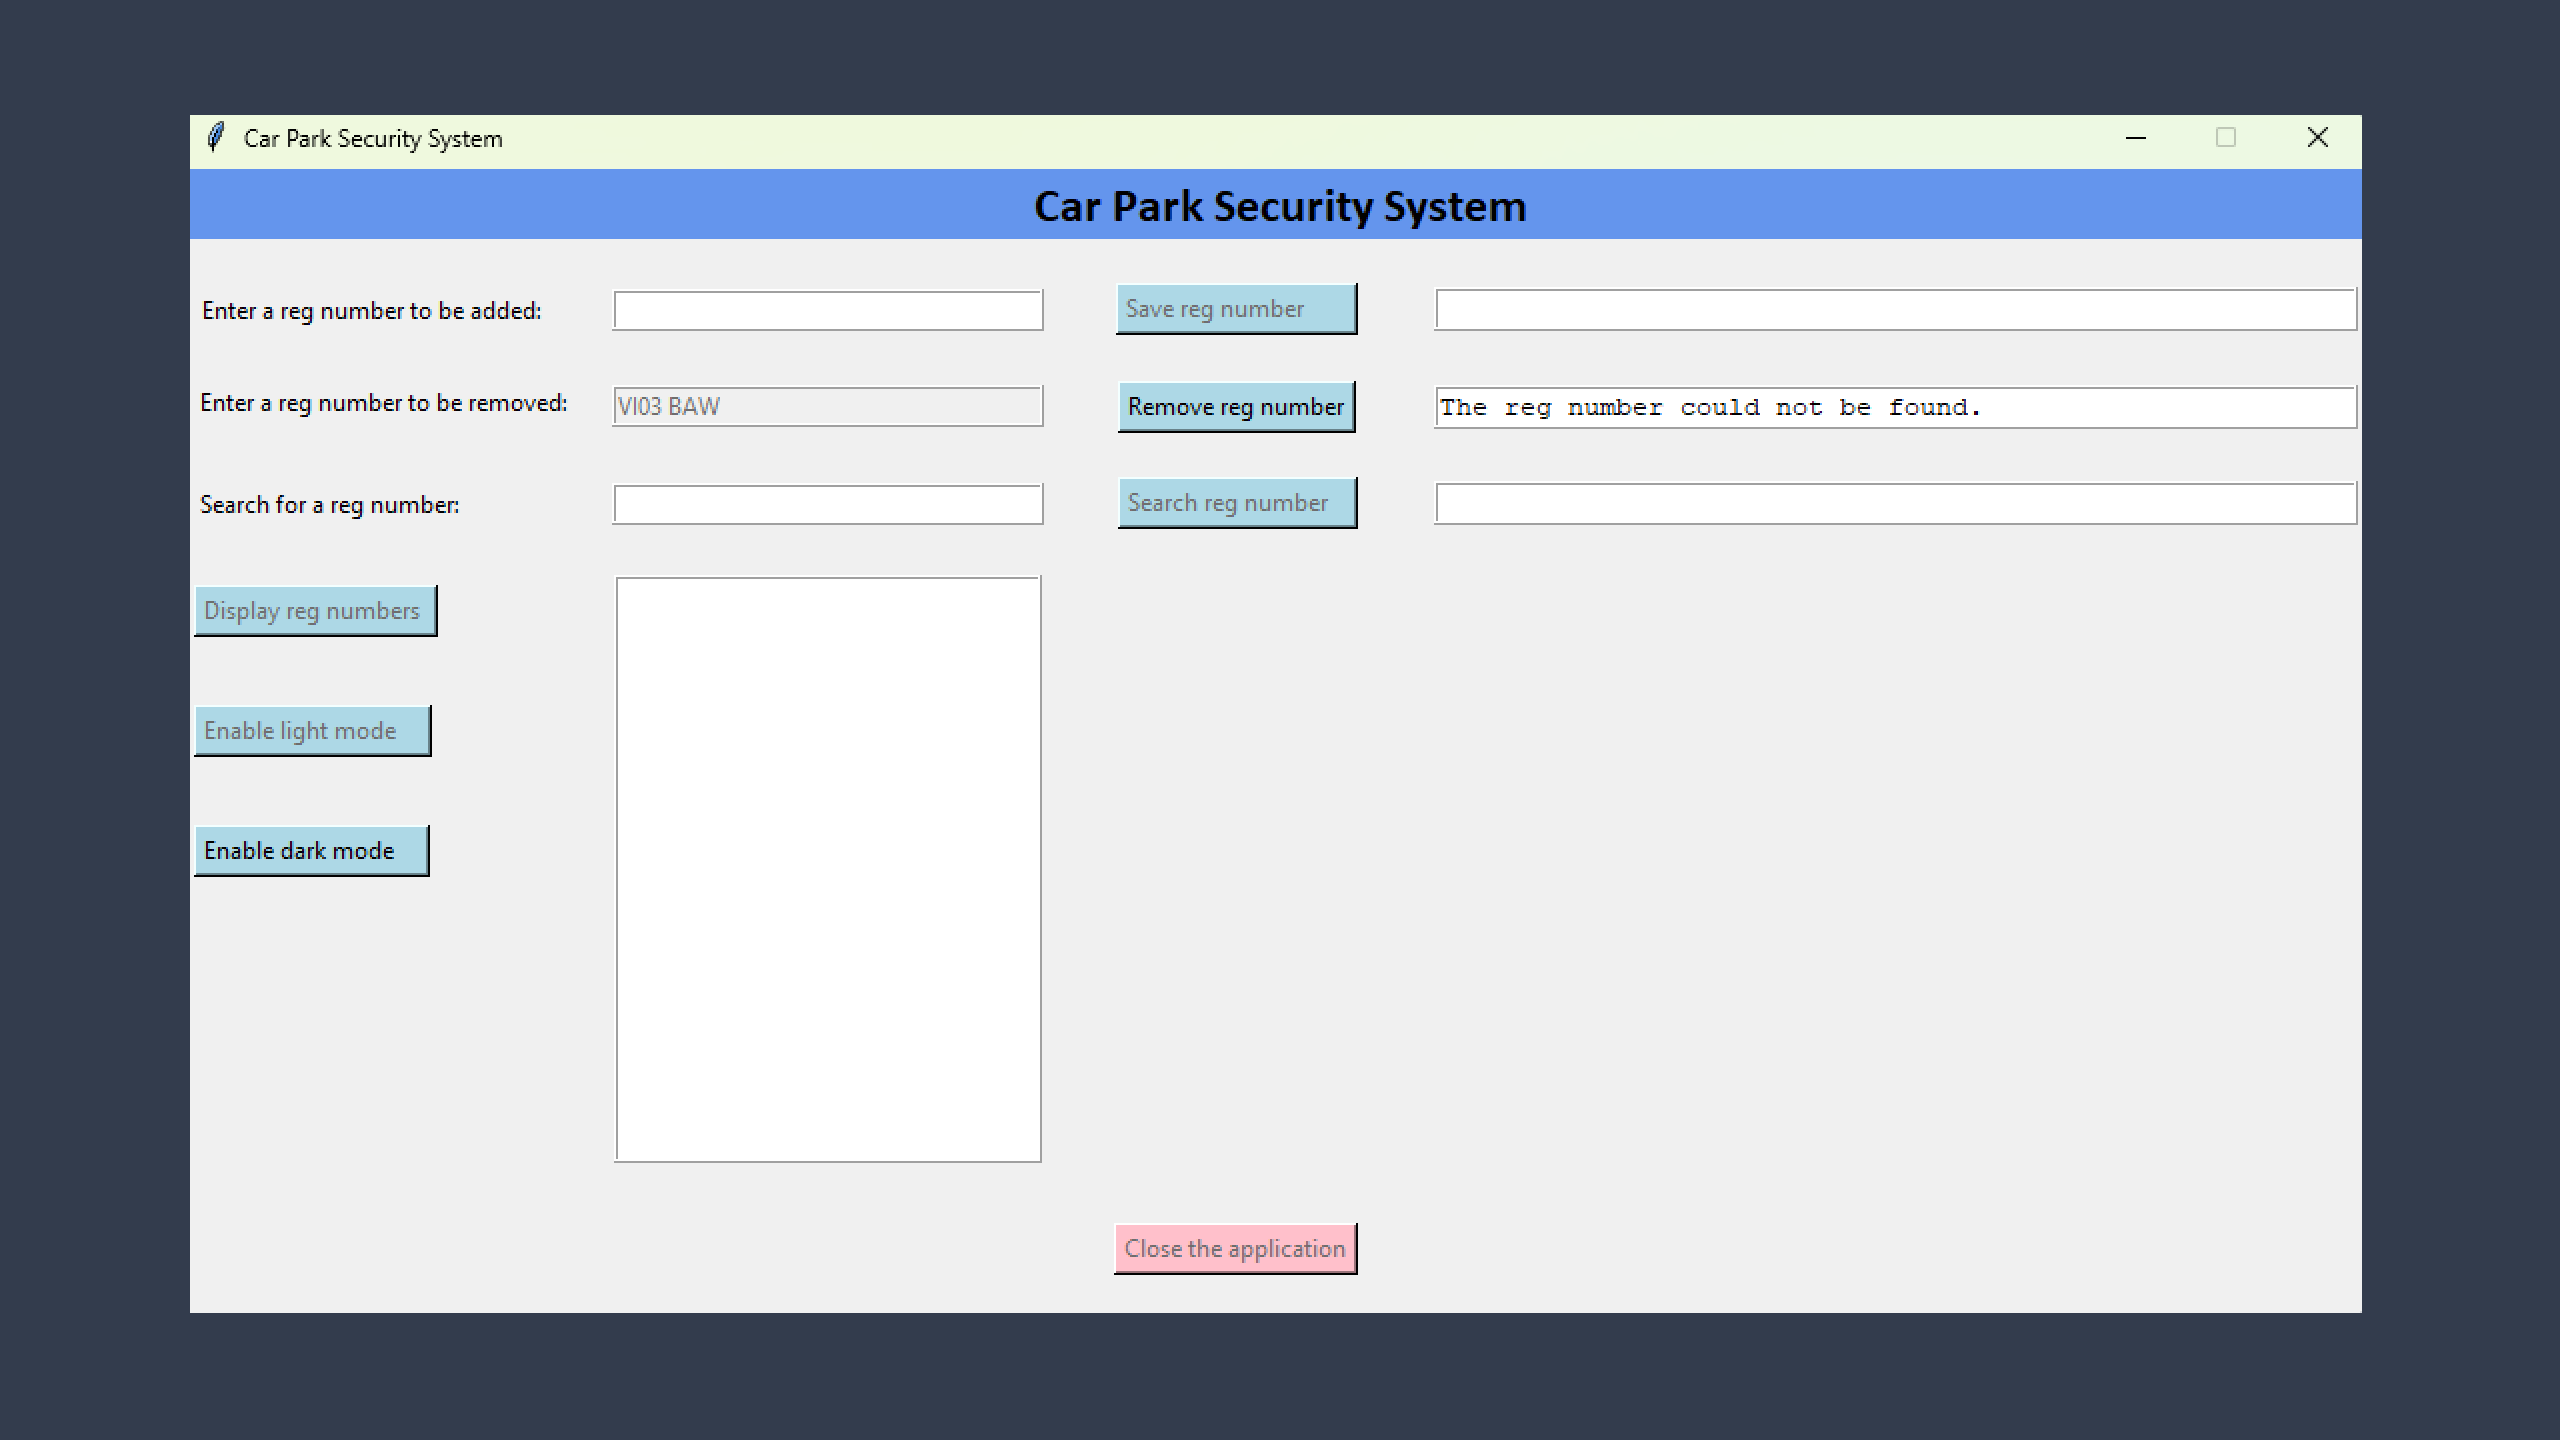 Car Park Security System
Car Park Security System
Enter a reg number to be added:
Save reg number
Enter a reg number to be removed:
VI03 BAW
Remove reg number
The reg number could not be found.
Search for a reg number:
Search reg number
Display reg numbers
Enable light mode
Enable dark mode
Close the application